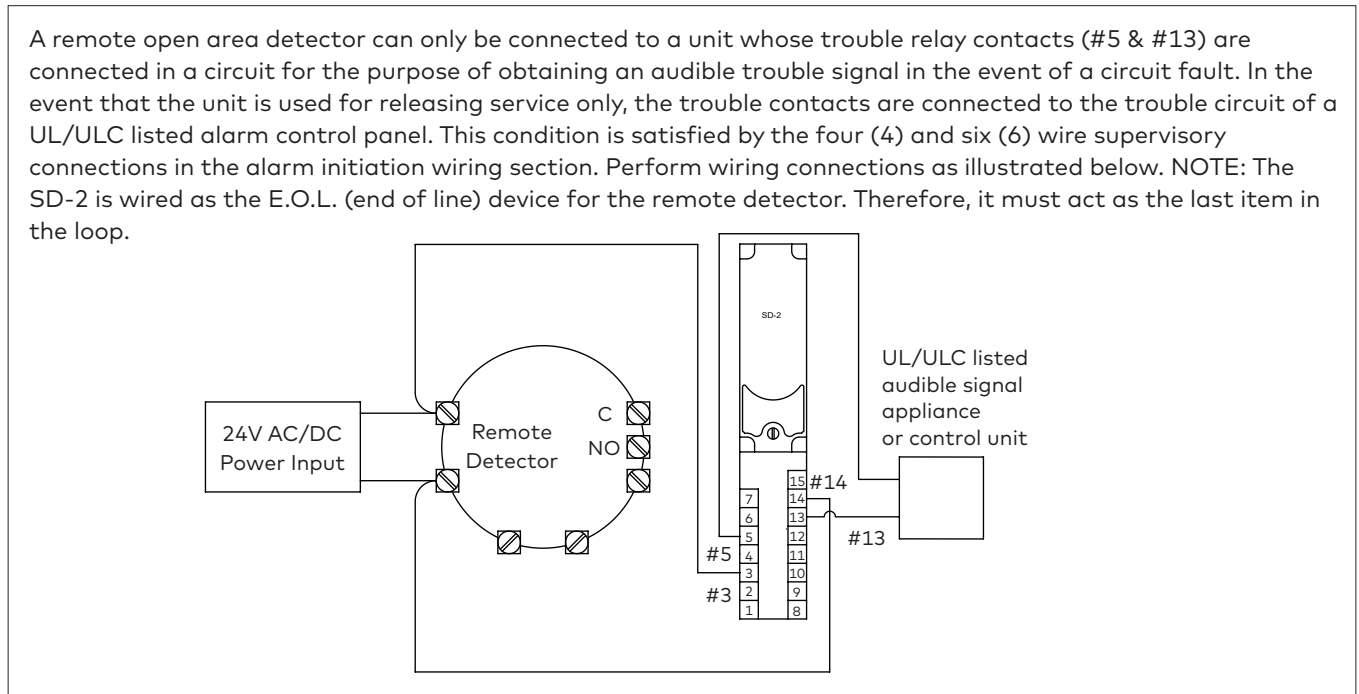 A remote open area detector can only be connected to a unit whose trouble relay contacts (#5 & #13) are
connected in a circuit for the purpose of obtaining an audible trouble signal in the event of a circuit fault. In the
event that the unit is used for releasing service only, the trouble contacts are connected to the trouble circuit of a
UL/ULC listed alarm control panel. This condition is satisfied by the four (4) and six (6) wire supervisory
connections in the alarm initiation wiring section. Perform wiring connections as illustrated below. NOTE: The
SD-2 is wired as the E.O.L. (end of line) device for the remote detector. Therefore, it must act as the last item in
the loop.
SD-2
UL/ULC listed
audible signal
appliance
or control unit
24V AC/DC
Power Input
Remote
Detector
C
NO
7
6
5
4
3
2
1
15
14
13
12
11
10
9
8
#14
#13
#5
#3